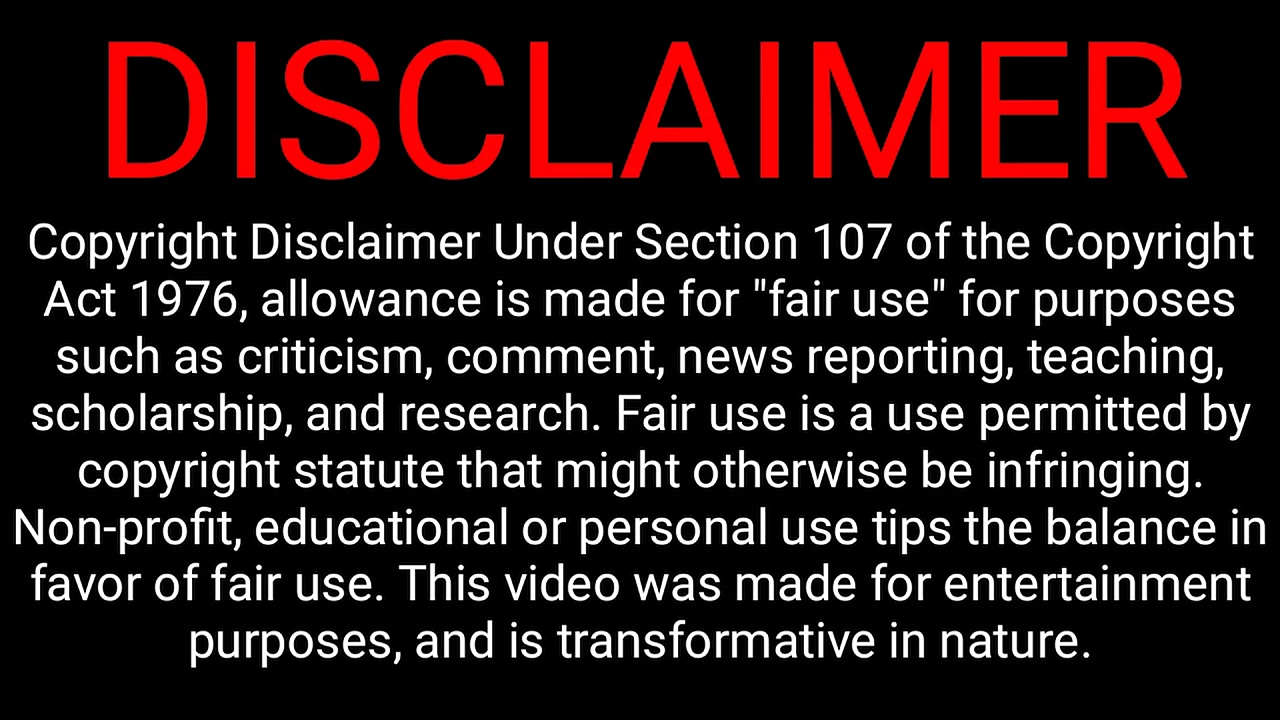 DISCLAIMER
Copyright Disclaimer Under Section 107 of the Copyright
Act 1976, allowance is made for "fair use" for purposes
such as criticism, comment, news reporting, teaching,
scholarship, and research. Fair use is a use permitted by
copyright statute that might otherwise be infringing.
Non-profit, educational or personal use tips the balance in
favor of fair use. This video was made for entertainment
purposes, and is transformative in nature.